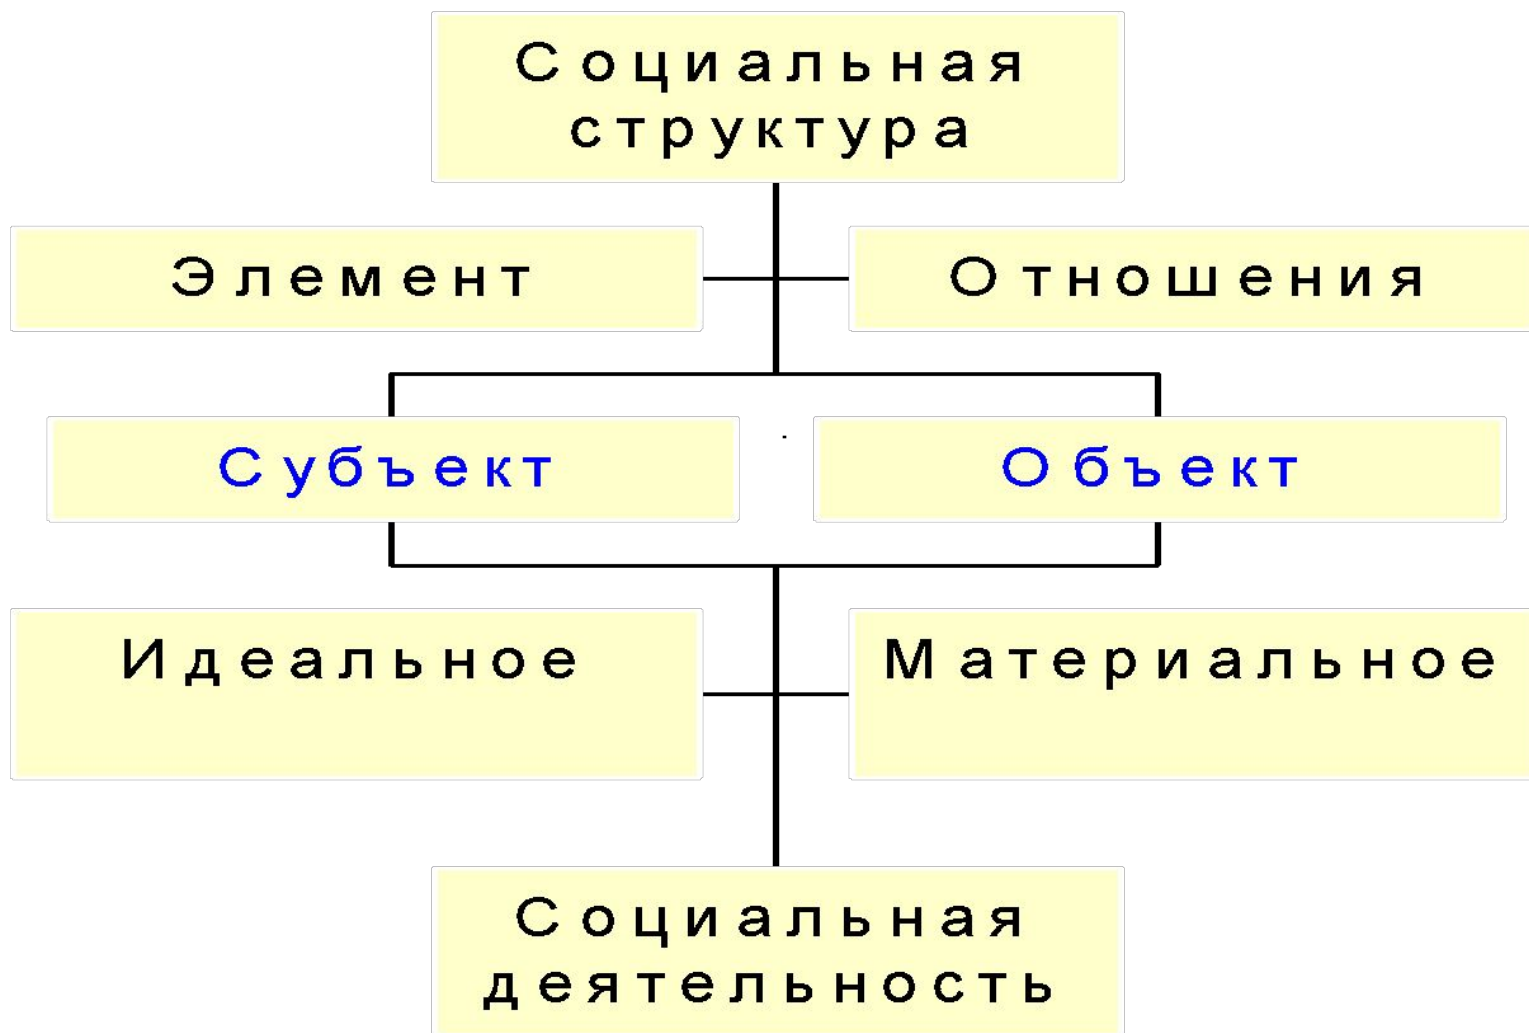 Социальная
структура
Элемент
Отношения
Субъект
Объект
Идеальное
Материальное
Социальная
деятельность